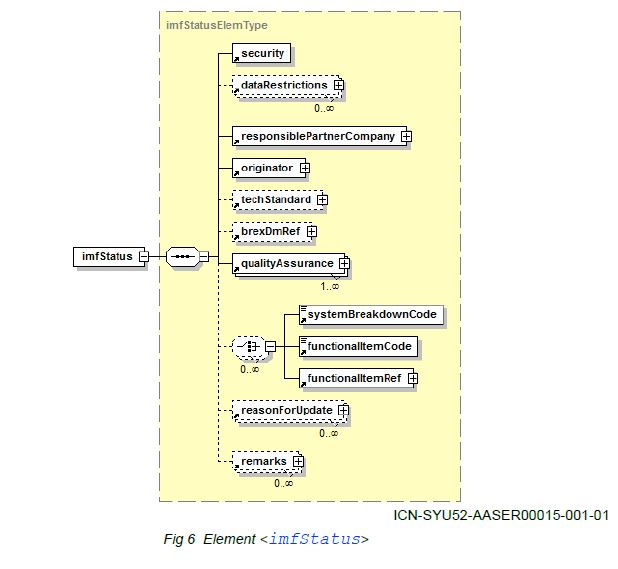 imfStatusElemType
security
dataRestrictions
0..∞
responsiblePartnerCompany
originator
techStandard
brexDmRef
imfStatus
qualityAssurance
1..∞
systemBreakdownCode
functionalItemCode
0..∞
functionalItemRef
reasonForUpdate
0..∞
remarks
0..∞
ICN-SYU52-AASER00015-001-01
Fig 6 Element <imfStatus>